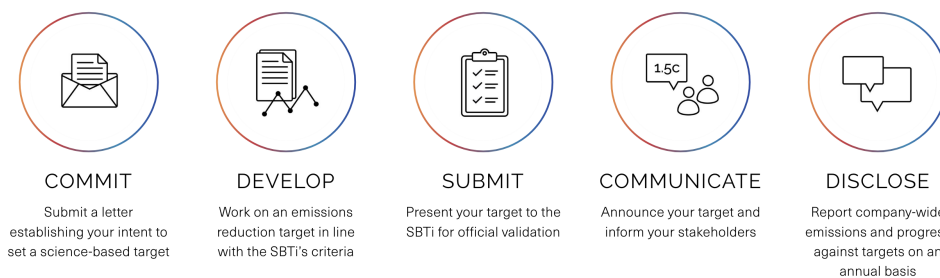 1.5c
COMMIT
Submit a letter
establishing your intent to
set a science-based target
DEVELOP
Work on an emissions
reduction target in line
with the SBTi's criteria
SUBMIT
Present your target to the
SBTi for official validation
COMMUNICATE
Announce your target and
inform your stakeholders
DISCLOSE
Report company-wide
emissions and progress
against targets on an
annual basis